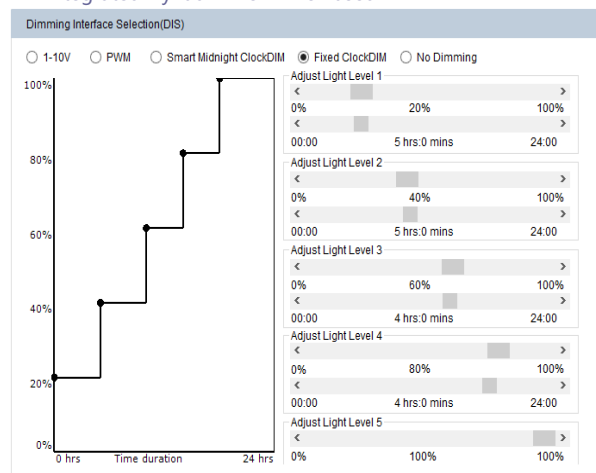 Dimming Interface Selection(DIS)
1-10V PWM Smart Midnight ClockDIM Fixed ClockDIM No Dimming
100%
80%
60%
40%
20%
0%
0 hrs Time duration 24 hrs
Adjust Light Level 1
0% 20% 100%
00:00 5 hrs:0 mins 24:00
Adjust Light Level 2
0% 40% 100%
00:00 5 hrs:0 mins 24:00
Adjust Light Level 3
0% 60% 100%
00:00 4 hrs:0 mins 24:00
Adjust Light Level 4
0% 80% 100%
00:00 4 hrs:0 mins 24:00
Adjust Light Level 5
0% 100% 100%